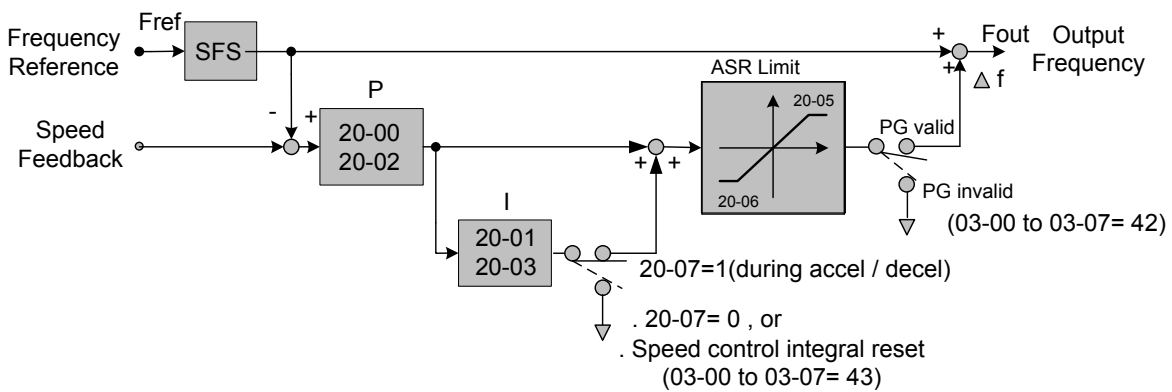 Frequency
Reference
Fref
SFS
+
+
Fout
Δ f
Output
Frequency
Speed
Feedback
-
+
P
20-00
20-02
I
20-01
20-03
+
+
ASR Limit
20-05
20-06
PG valid
PG invalid
(03-00 to 03-07= 42)
20-07=1(during accel / decel)
. 20-07= 0 , or
. Speed control integral reset
(03-00 to 03-07= 43)